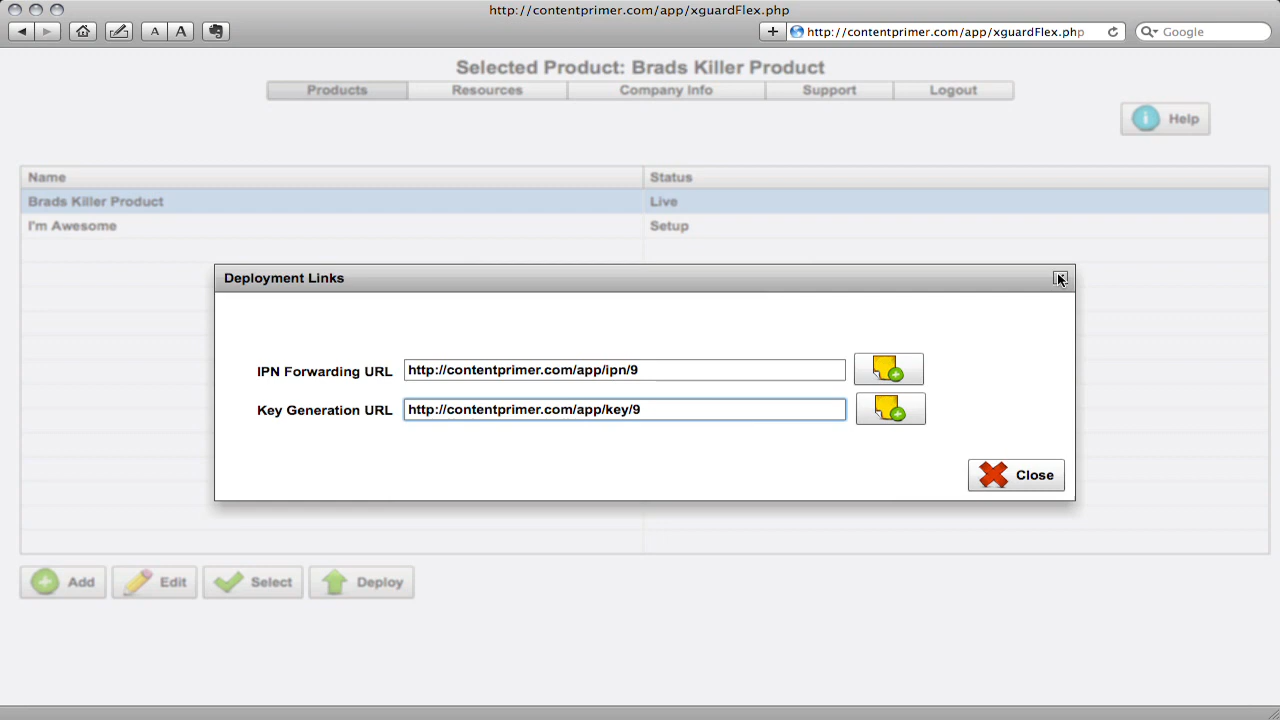 http://contentprimer.com/app/xguardFlex.php
A A http://contentprimer.com/app/xguardFlex.php Google
Selected Product: Brads Killer Product
Products Resources Company Info Support Logout
Help
Name Status
Brads Killer Product Live
I'm Awesome Setup
Deployment Links
IPN Forwarding URL http://contentprimer.com/app/ipn/9
Key Generation URL http://contentprimer.com/app/key/9
Close
Add Edit Select Deploy